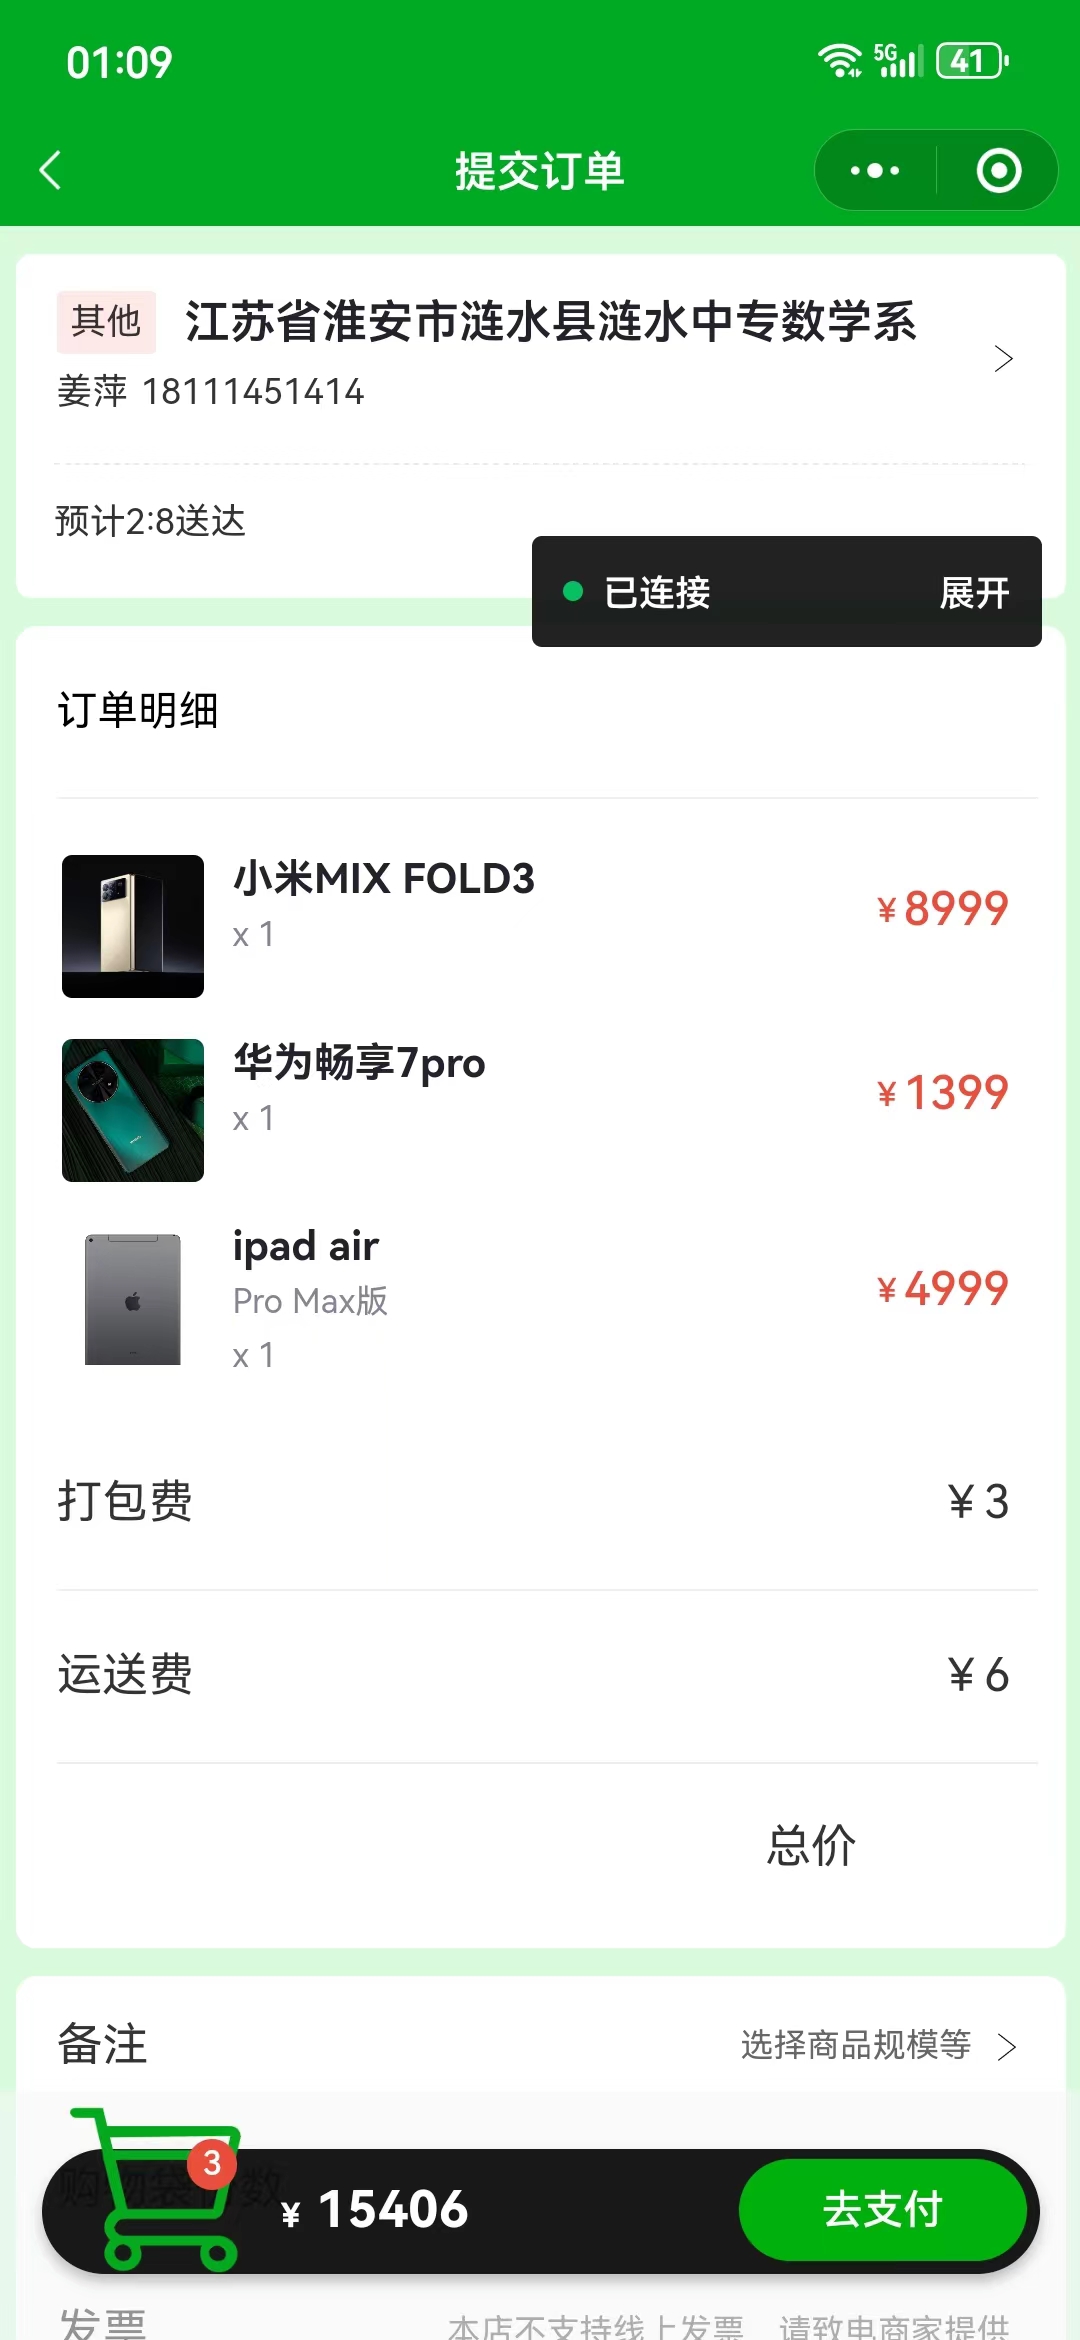 01:09
5G
41
提交订单
其他 江苏省淮安市涟水县涟水中专数学系
姜萍 18111451414
预计2:8送达
已连接 展开
订单明细
小米MIX FOLD3
x 1
¥8999
华为畅享7pro
x 1
¥1399
ipad air
Pro Max版
x 1
¥4999
打包费 ¥3
运送费 ¥6
总价
备注 选择商品规模等
3
¥ 15406
去支付
发票 本店不支持线上发票 请致电商家提供